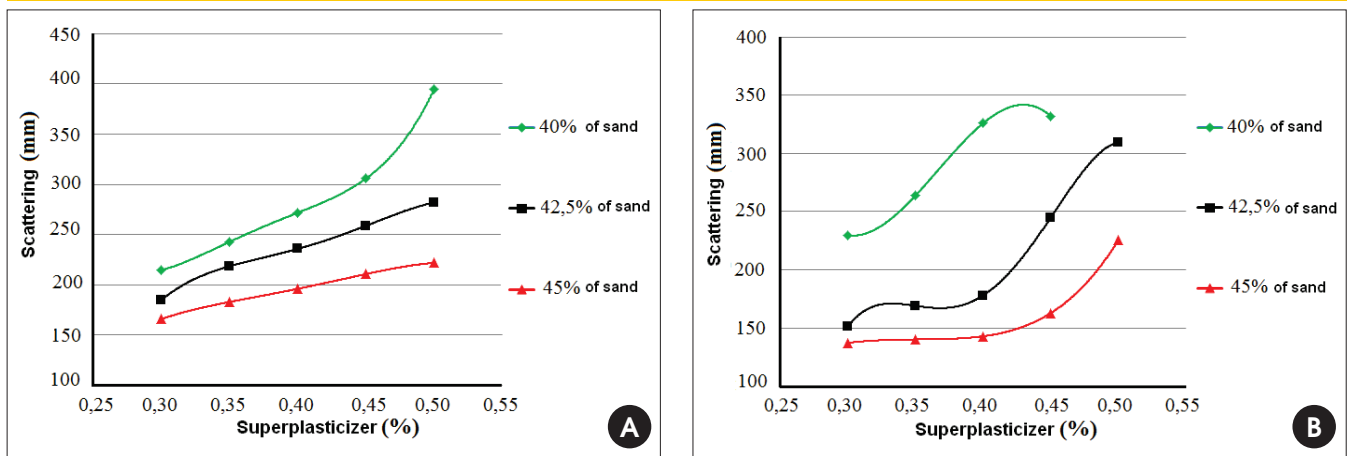 450
400
350
300
250
200
150
100
Scattering (mm)
0,25 0,30 0,35 0,40 0,45 0,50 0,55
Superplasticizer (%)
40% of sand
42,5% of sand
45% of sand
A
400
350
300
250
200
150
100
Scattering (mm)
0,25 0,30 0,35 0,40 0,45 0,50 0,55
Superplasticizer (%)
40% of sand
42,5% of sand
45% of sand
B